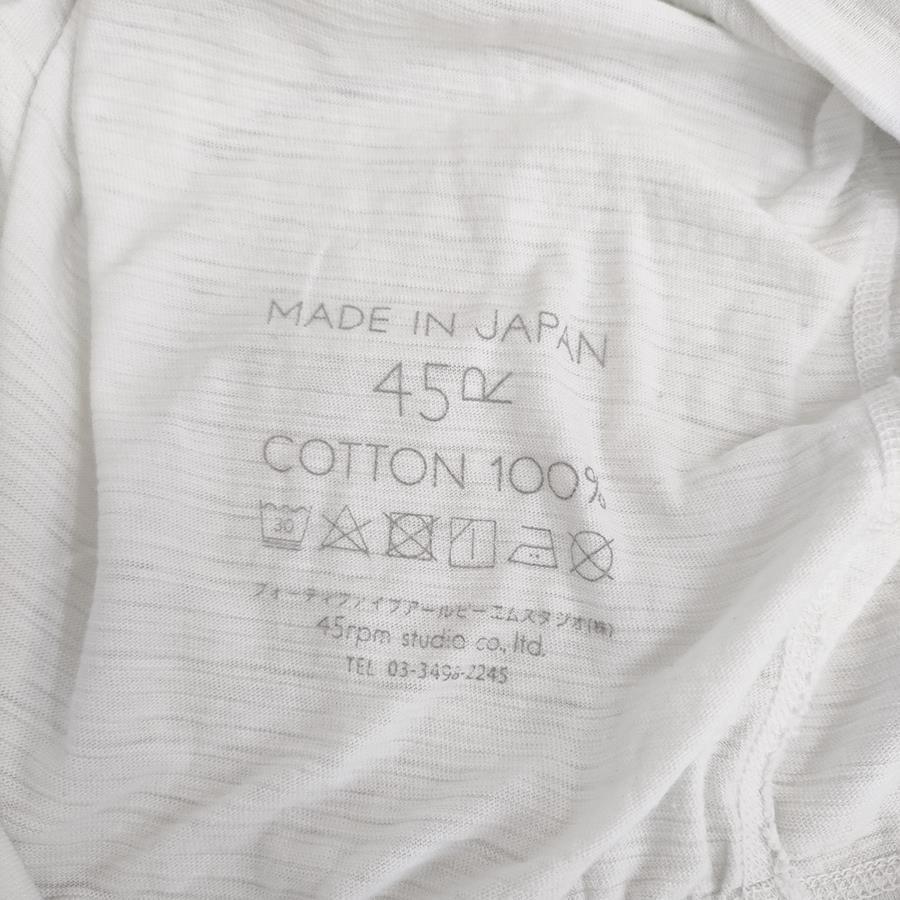 MADE IN JAPAN
45R
COTTON 100%
30
フォーティファイブアールピーエムスタジオ(株)
45rpm studio co., ltd.
TEL 03-3498-2245